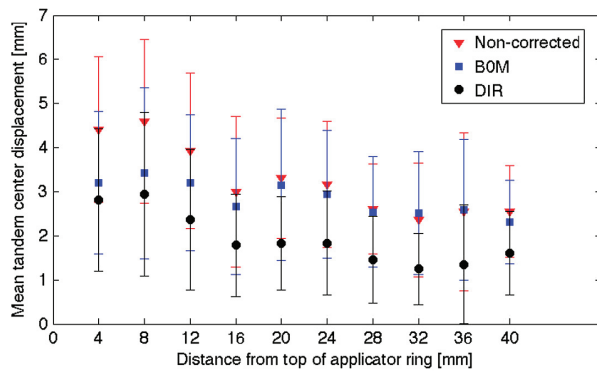 Mean tandem center displacement [mm]
7
6
5
4
3
2
1
0
Non-corrected
B0M
DIR
0 4 8 12 16 20 24 28 32 36 40
Distance from top of applicator ring [mm]